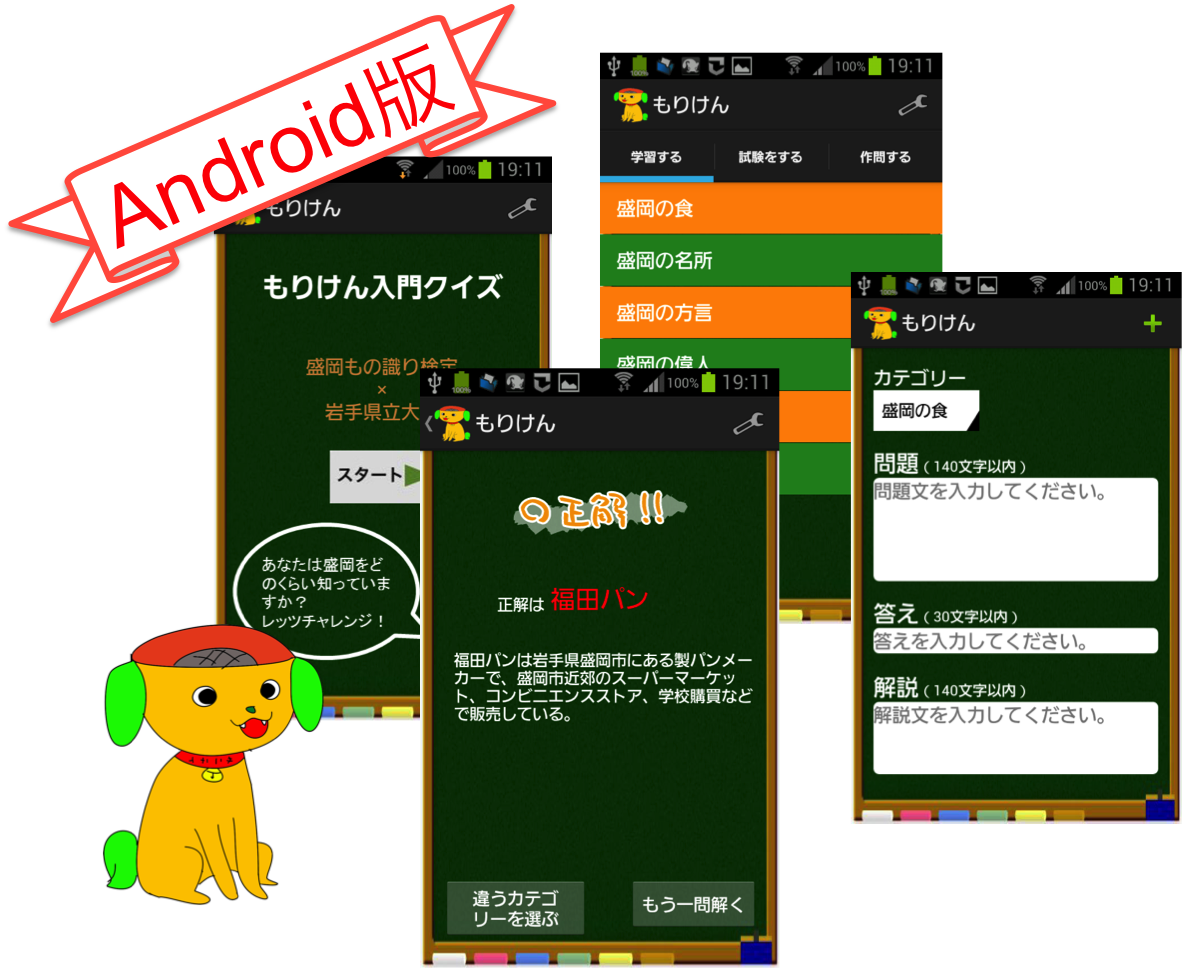 Android版
100%
19:11
もりけん
もりけん入門クイズ
盛岡もの識り検定
×
岩手県立大
スタート
あなたは盛岡をど
のくらい知っていま
すか？
レッツチャレンジ！
100%
100%
19:11
もりけん
学習する
試験をする
作問する
盛岡の食
盛岡の名所
盛岡の方言
盛岡の偉人
100%
100%
19:11
もりけん
○正解!!
正解は 福田パン
福田パンは岩手県盛岡市にある製パンメー
カーで、盛岡市近郊のスーパーマーケッ
ト、コンビニエンスストア、学校購買など
で販売している。
違うカテゴ
リーを選ぶ
もう一問解く
100%
100%
19:11
もりけん
カテゴリー
盛岡の食
問題（140文字以内）
問題文を入力してください。
答え（30文字以内）
答えを入力してください。
解説（140文字以内）
解説文を入力してください。